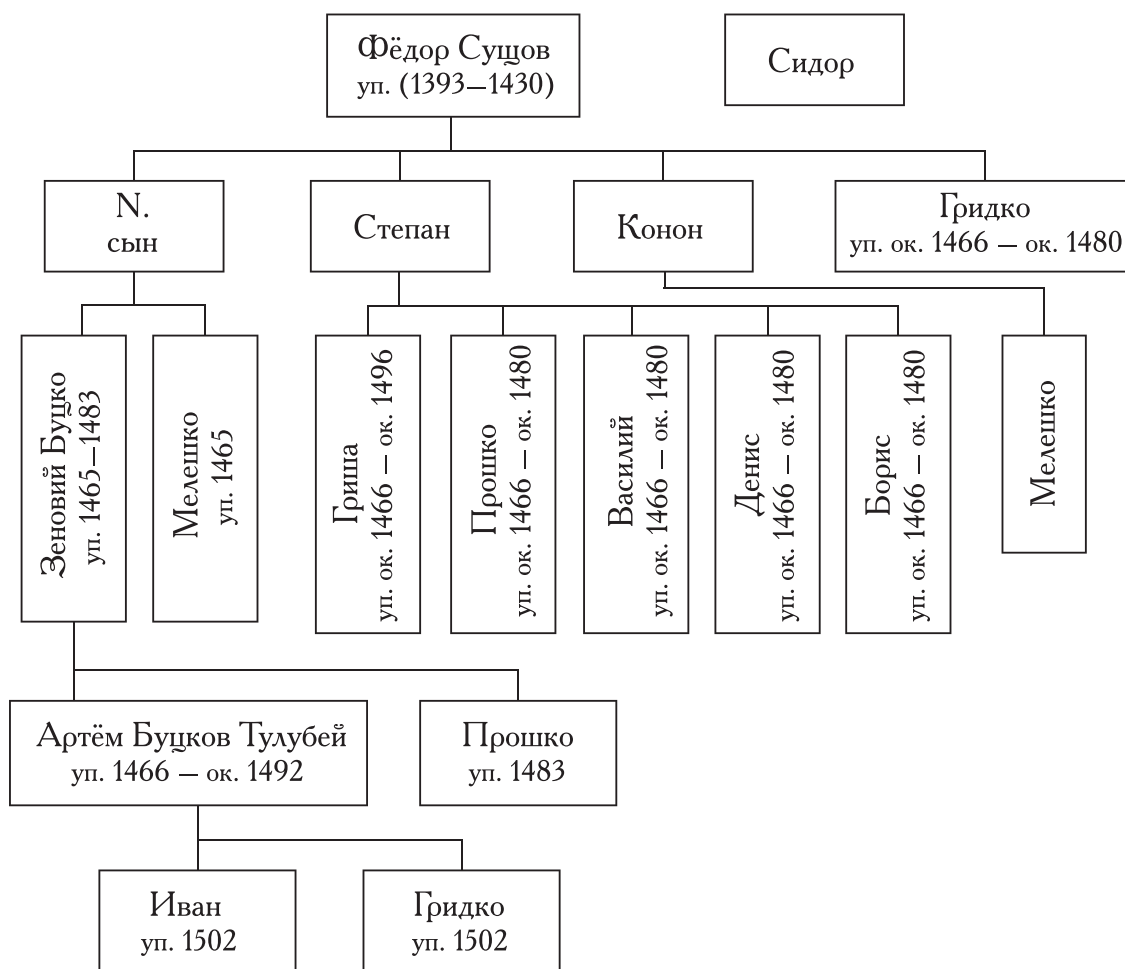 Фёдор Сущов
уп. (1393–1430)
Сидор
N.
сын
Степан
Конон
Гридко
уп. ок. 1466 – ок. 1480
Зеновий Буцко
уп. 1465–1483
Мелешко
уп. 1465
Гриша
уп. ок. 1466 – ок. 1496
Прошко
уп. ок. 1466 – ок. 1480
Василий
уп. ок. 1466 – ок. 1480
Денис
уп. ок. 1466 – ок. 1480
Борис
уп. ок. 1466 – ок. 1480
Мелешко
Артём Буцков Тулубей
уп. 1466 – ок. 1492
Прошко
уп. 1483
Иван
уп. 1502
Гридко
уп. 1502